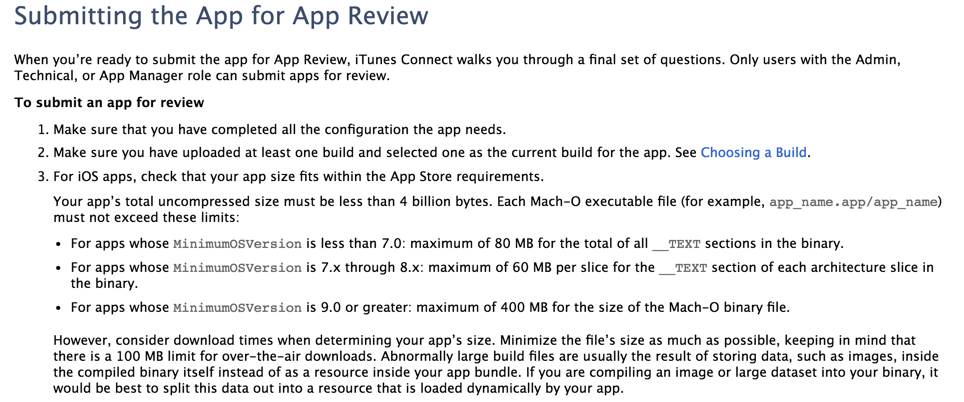 Submitting the App for App Review
When you’re ready to submit the app for App Review, iTunes Connect walks you through a final set of questions. Only users with the Admin,
Technical, or App Manager role can submit apps for review.
To submit an app for review
1. Make sure that you have completed all the configuration the app needs.
2. Make sure you have uploaded at least one build and selected one as the current build for the app. See Choosing a Build.
3. For iOS apps, check that your app size fits within the App Store requirements.
Your app’s total uncompressed size must be less than 4 billion bytes. Each Mach-O executable file (for example, app_name.app/app_name)
must not exceed these limits:
• For apps whose MinimumOSVersion is less than 7.0: maximum of 80 MB for the total of all __TEXT sections in the binary.
• For apps whose MinimumOSVersion is 7.x through 8.x: maximum of 60 MB per slice for the __TEXT section of each architecture slice in
the binary.
• For apps whose MinimumOSVersion is 9.0 or greater: maximum of 400 MB for the size of the Mach-O binary file.
However, consider download times when determining your app’s size. Minimize the file’s size as much as possible, keeping in mind that
there is a 100 MB limit for over-the-air downloads. Abnormally large build files are usually the result of storing data, such as images, inside
the compiled binary itself instead of as a resource inside your app bundle. If you are compiling an image or large dataset into your binary, it
would be best to split this data out into a resource that is loaded dynamically by your app.